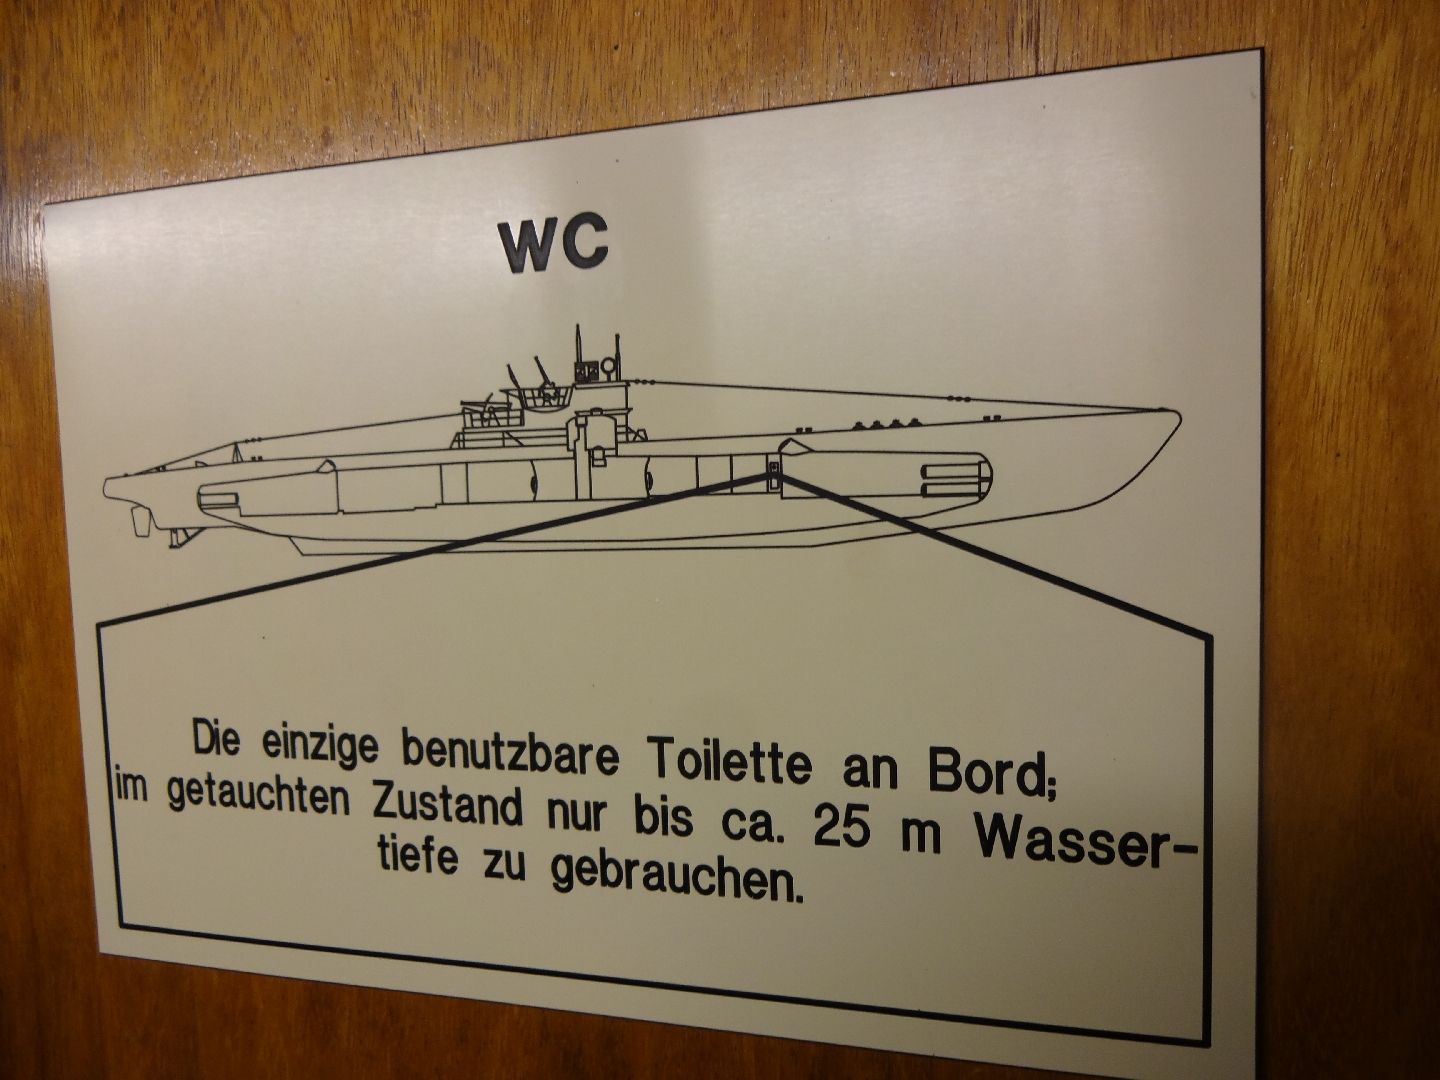 WC
Die einzige benutzbare Toilette an Bord;
im getauchten Zustand nur bis ca. 25 m Wasser-
tiefe zu gebrauchen.